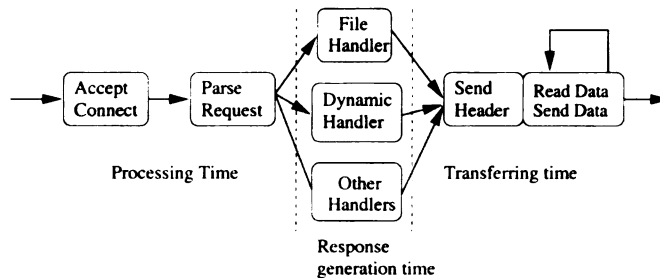 File
Handler
Accept
Connect
Parse
Request
Dynamic
Handler
Send
Header
Read Data
Send Data
Processing Time
Other
Handlers
Transferring time
Response
generation time